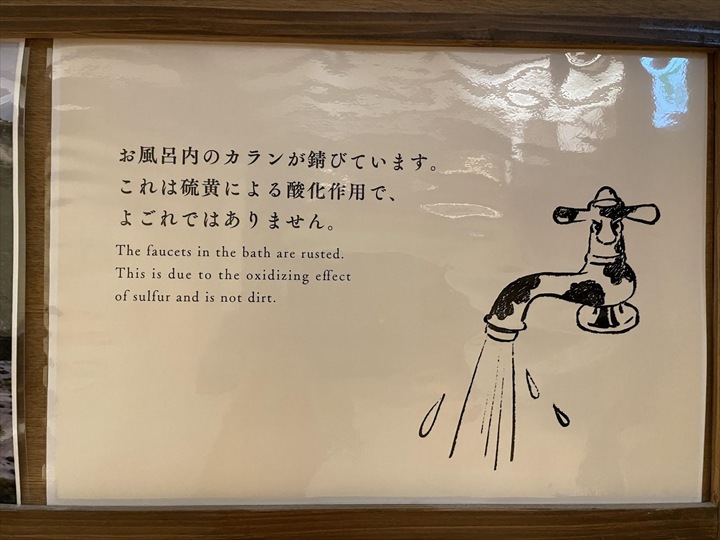 お風呂内のカランが錆びています。
これは硫黄による酸化作用で、
よごれではありません。
The faucets in the bath are rusted.
This is due to the oxidizing effect
of sulfur and is not dirt.